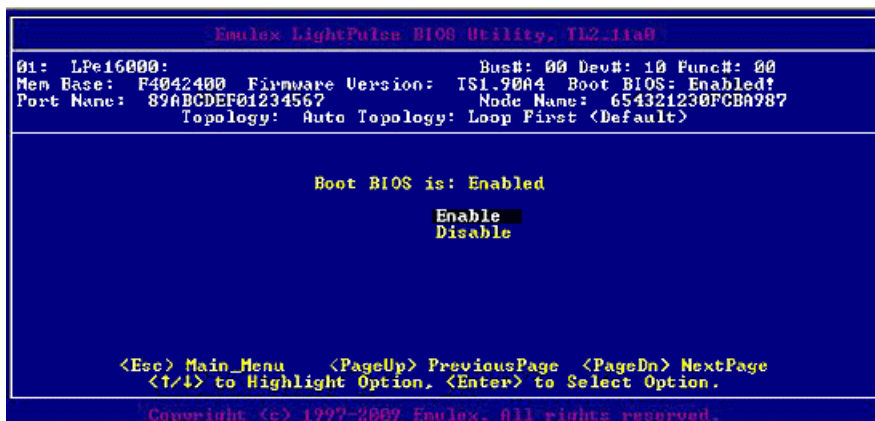 Emulex LightPulse BIOS Utility, TL2.11a0
01: LPe16000: Bus#: 00 Dev#: 10 Func#: 00
Mem Base: F4042400 Firmware Version: TS1.90A4 Boot BIOS: Enabled!
Port Name: 89ABCDEF01234567 Node Name: 654321230FCBA987
Topology: Auto Topology: Loop First <Default>
Boot BIOS is: Enabled
Enable
Disable
<Esc> Main_Menu <PageUp> PreviousPage <PageDn> NextPage
<↑/↓> to Highlight Option, <Enter> to Select Option.
Copyright <c> 1997-2009 Emulex. All rights reserved.